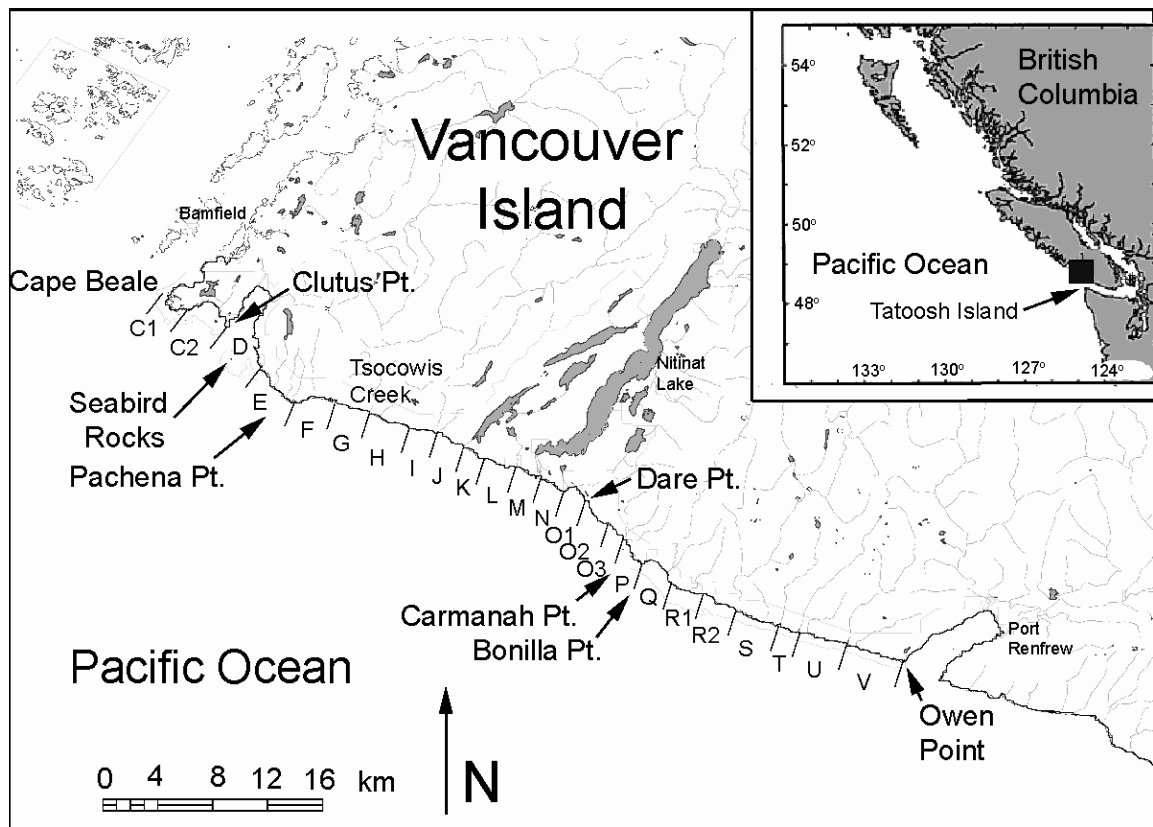 Vancouver
Island
Bamfield
Cape Beale
Clutus Pt.
C1
C2
D
Seabird
Rocks
E
Pachena Pt.
Tsocowis
Creek
F
G
H
I
J
K
L
M
N
O1
O2
O3
P
Q
R1
R2
S
T
U
V
Nitinat
Lake
Dare Pt.
Carmanah Pt.
Bonilla Pt.
Port
Renfrew
Owen
Point
Pacific Ocean
N
0 4 8 12 16 km
British
Columbia
54°
52°
50°
48°
Pacific Ocean
Tatoosh Island
133° 130° 127° 124°